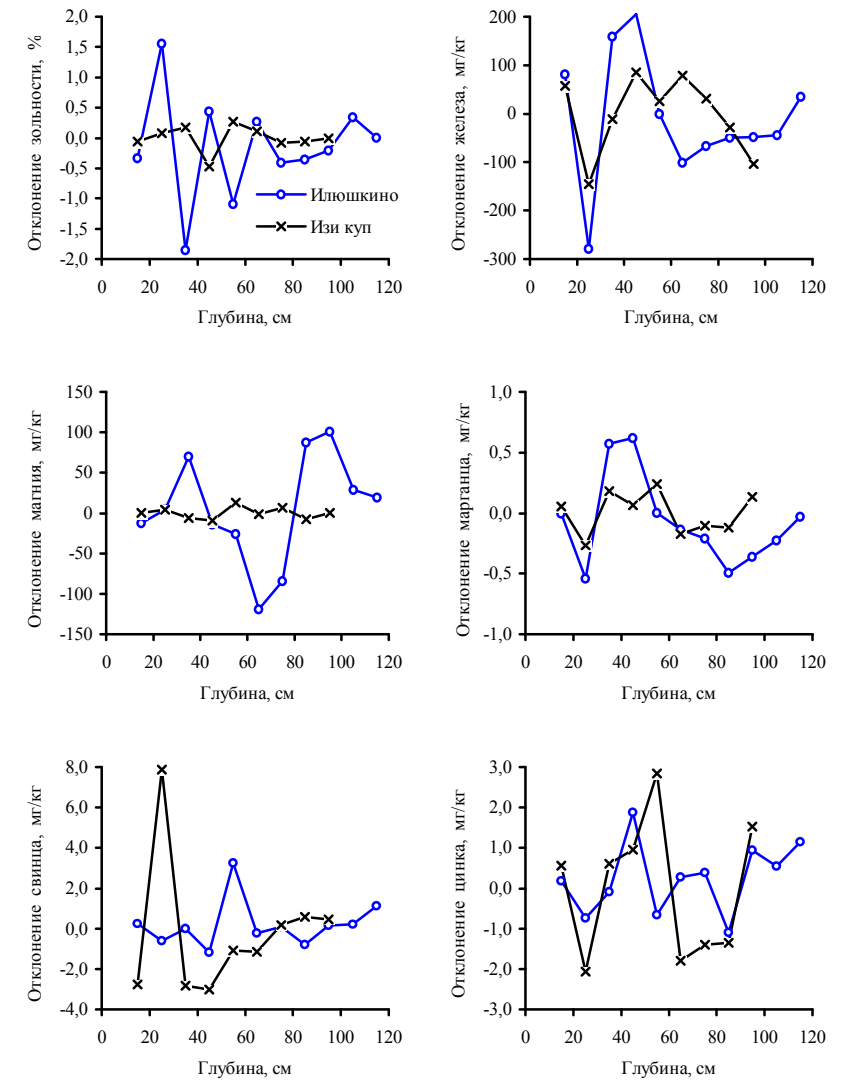 Отклонение зольности, %
2,0
1,5
1,0
0,5
0,0
-0,5
-1,0
-1,5
-2,0
0 20 40 60 80 100 120
Глубина, см
Илюшкино
Изи куп
Отклонение железа, мг/кг
200
100
0
-100
-200
-300
0 20 40 60 80 100 120
Глубина, см
Отклонение магния, мг/кг
150
100
50
0
-50
-100
-150
0 20 40 60 80 100 120
Глубина, см
Отклонение марганца, мг/кг
1,0
0,5
0,0
-0,5
-1,0
0 20 40 60 80 100 120
Глубина, см
Отклонение свинца, мг/кг
8,0
6,0
4,0
2,0
0,0
-2,0
-4,0
0 20 40 60 80 100 120
Глубина, см
Отклонение цинка, мг/кг
3,0
2,0
1,0
0,0
-1,0
-2,0
-3,0
0 20 40 60 80 100 120
Глубина, см